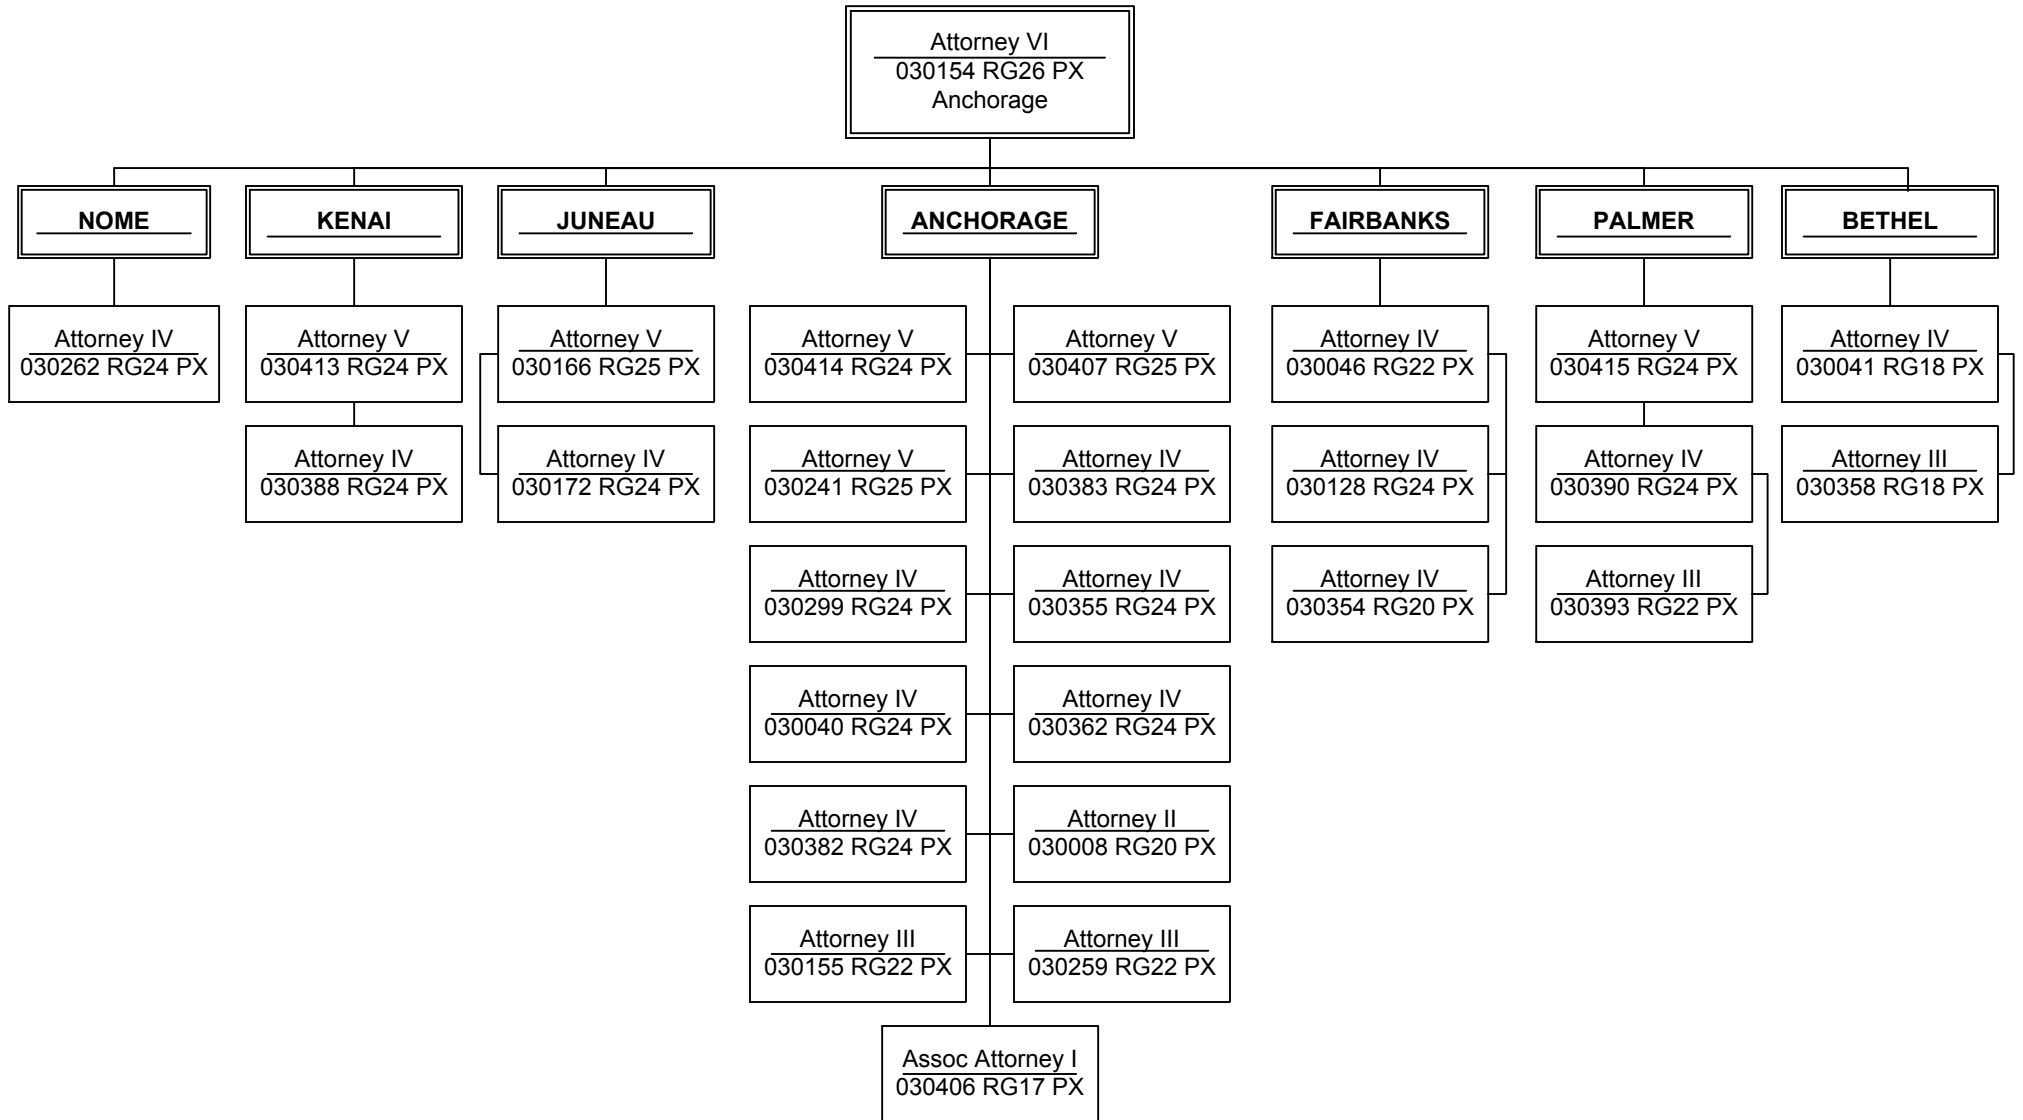 Attorney VI
030154 RG26 PX
Anchorage
NOME
KENAI
JUNEAU
ANCHORAGE
FAIRBANKS
PALMER
BETHEL
Attorney IV
030262 RG24 PX
Attorney V
030413 RG24 PX
Attorney IV
030388 RG24 PX
Attorney V
030166 RG25 PX
Attorney IV
030172 RG24 PX
Attorney V
030414 RG24 PX
Attorney V
030407 RG25 PX
Attorney V
030241 RG25 PX
Attorney IV
030383 RG24 PX
Attorney IV
030299 RG24 PX
Attorney IV
030355 RG24 PX
Attorney IV
030040 RG24 PX
Attorney IV
030362 RG24 PX
Attorney IV
030382 RG24 PX
Attorney II
030008 RG20 PX
Attorney III
030155 RG22 PX
Attorney III
030259 RG22 PX
Assoc Attorney I
030406 RG17 PX
Attorney IV
030046 RG22 PX
Attorney IV
030128 RG24 PX
Attorney IV
030354 RG20 PX
Attorney V
030415 RG24 PX
Attorney IV
030390 RG24 PX
Attorney III
030393 RG22 PX
Attorney IV
030041 RG18 PX
Attorney III
030358 RG18 PX